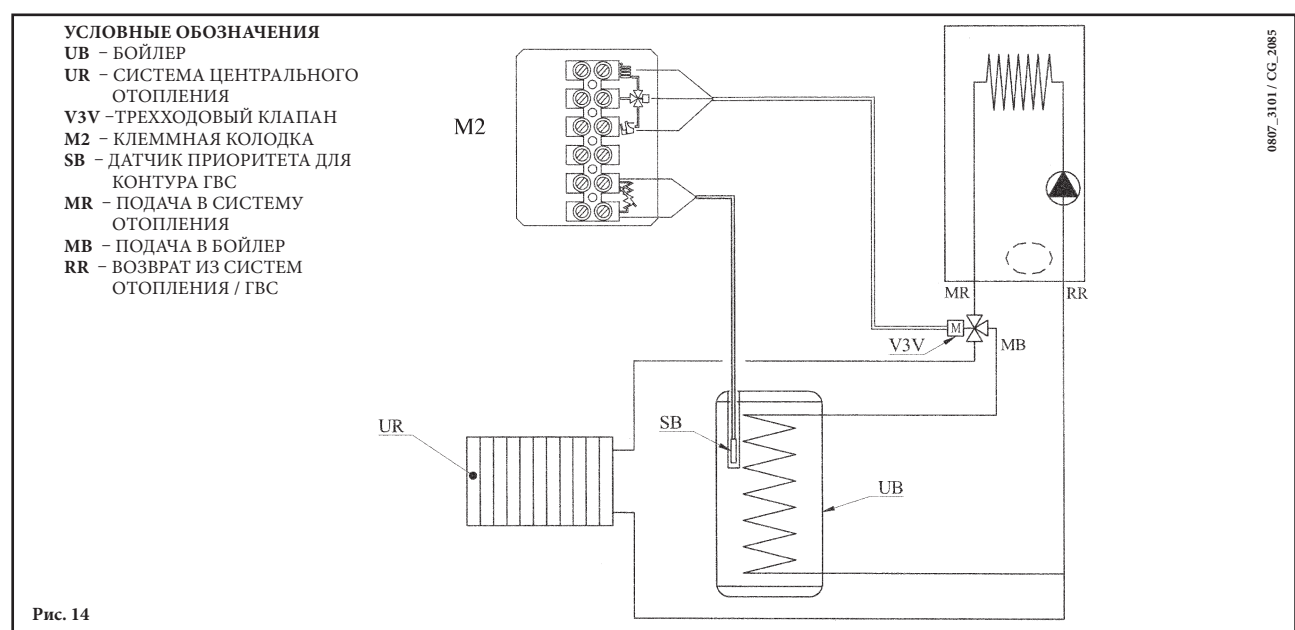 УСЛОВНЫЕ ОБОЗНАЧЕНИЯ
UB – БОЙЛЕР
UR – СИСТЕМА ЦЕНТРАЛЬНОГО
ОТОПЛЕНИЯ
V3V –ТРЕХХОДОВЫЙ КЛАПАН
M2 – КЛЕММНАЯ КОЛОДКА
SB – ДАТЧИК ПРИОРИТЕТА ДЛЯ
КОНТУРА ГВС
MR – ПОДАЧА В СИСТЕМУ
ОТОПЛЕНИЯ
MB – ПОДАЧА В БОЙЛЕР
RR – ВОЗВРАТ ИЗ СИСТЕМ
ОТОПЛЕНИЯ / ГВС
M2
0807_3101 / CG_2085
MR
RR
M
V3V
MB
UR
SB
UB
Рис. 14